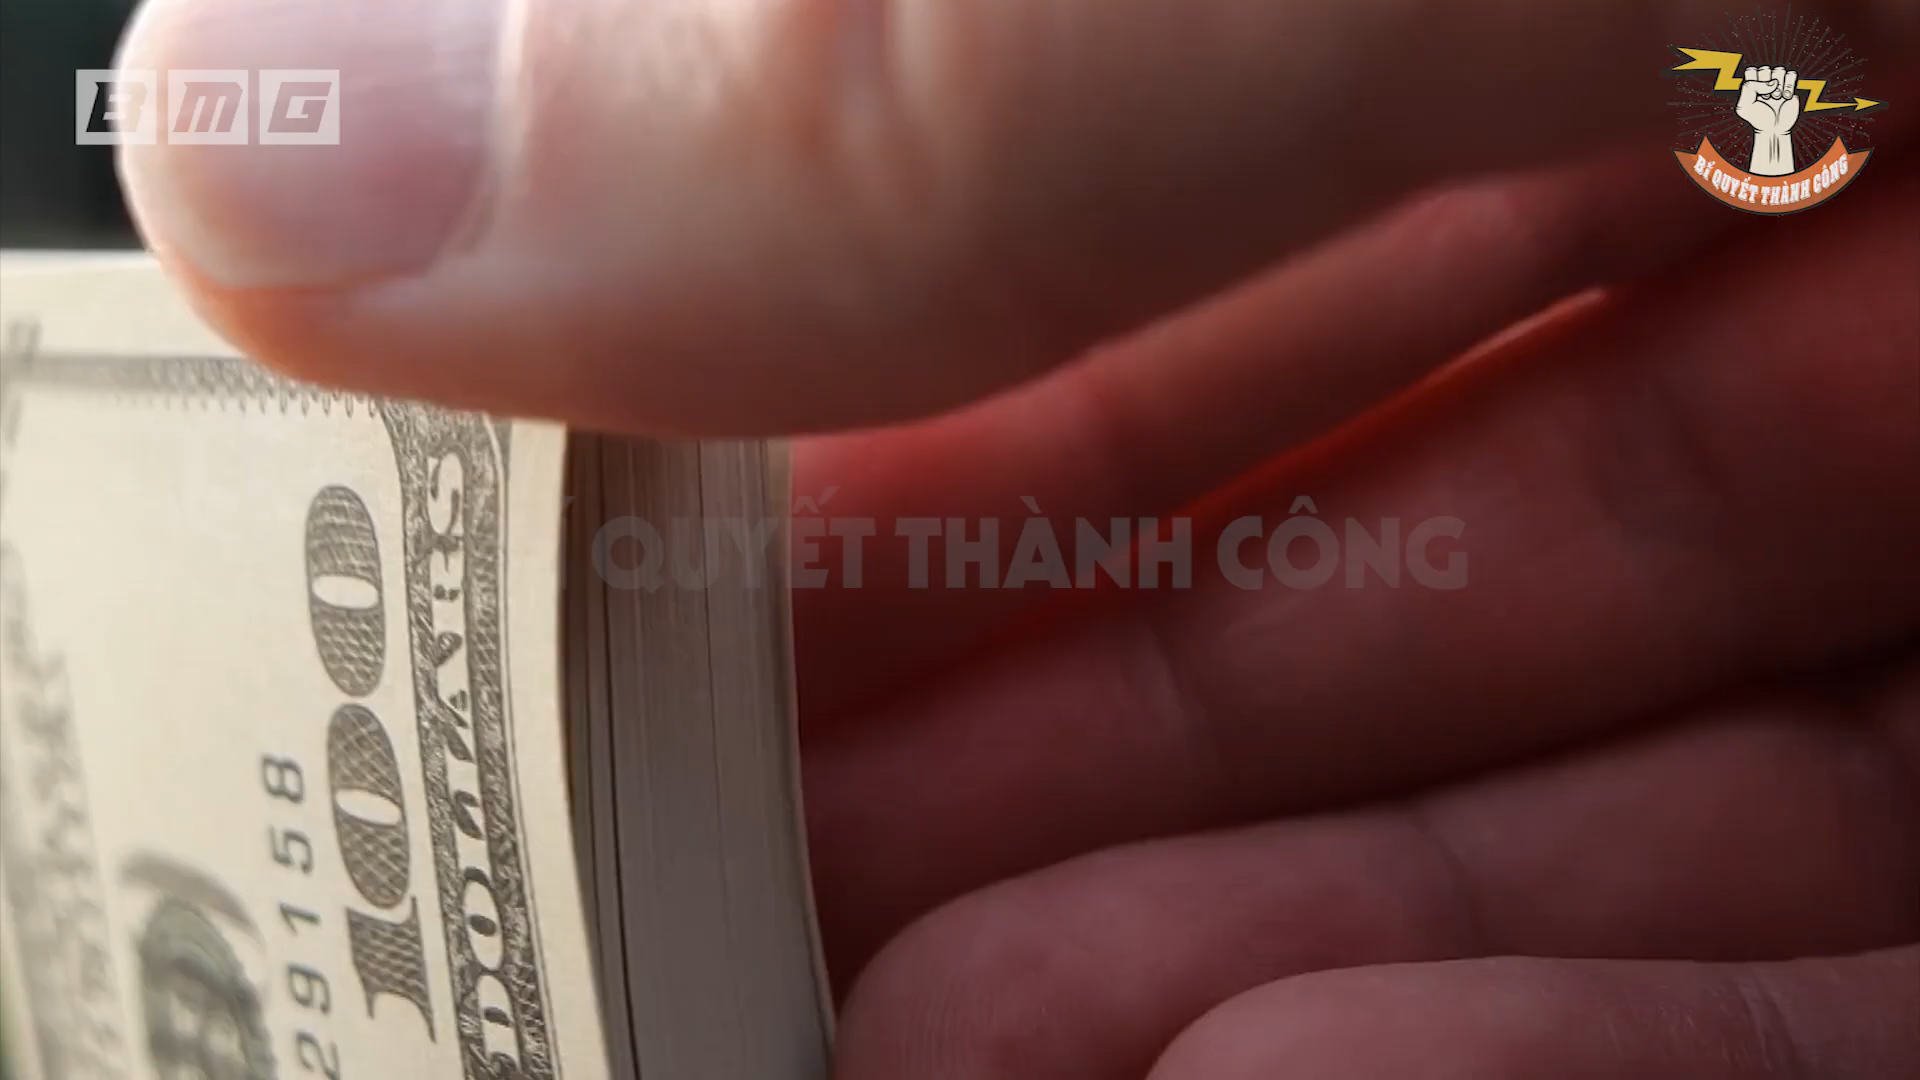 BMG
BÍ QUYẾT THÀNH CÔNG
QUYẾT THÀNH CÔNG
100
DOLLARS
29158